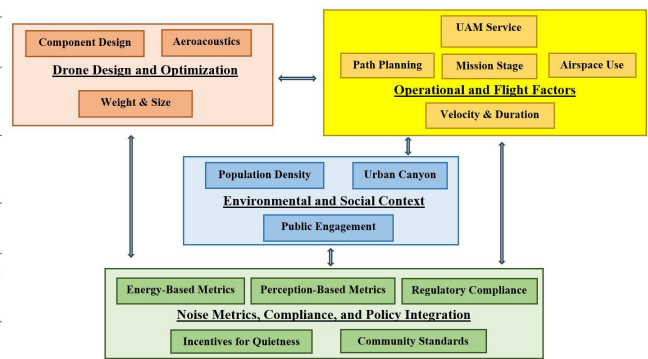 Component Design
Aeroacoustics
Drone Design and Optimization
Weight & Size
UAM Service
Path Planning
Mission Stage
Airspace Use
Operational and Flight Factors
Velocity & Duration
Population Density
Urban Canyon
Environmental and Social Context
Public Engagement
Energy-Based Metrics
Perception-Based Metrics
Regulatory Compliance
Noise Metrics, Compliance, and Policy Integration
Incentives for Quietness
Community Standards